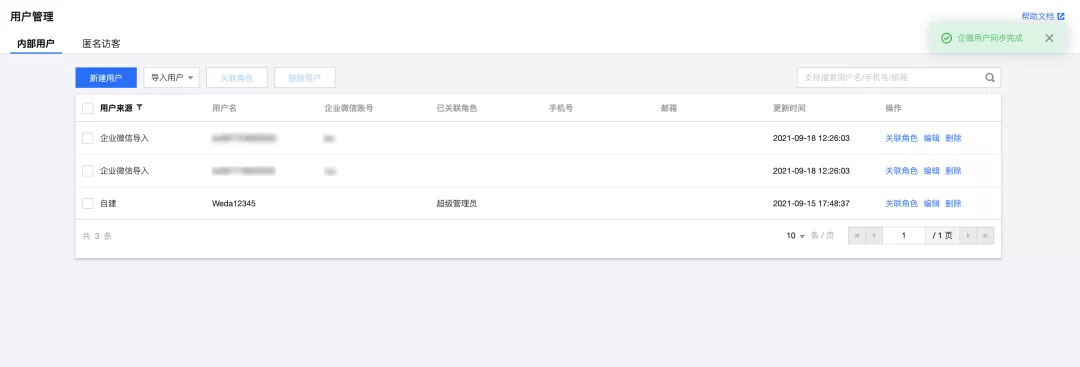 用户管理
帮助文档
内部用户 匿名访客
企微用户同步完成
新建用户 导入用户 关联角色 删除用户 支持搜索用户名/手机号/邮箱
用户来源 用户名 企业微信账号 已关联角色 手机号 邮箱 更新时间 操作
企业微信导入 2021-09-18 12:26:03 关联角色 编辑 删除
企业微信导入 2021-09-18 12:26:03 关联角色 编辑 删除
自建 Weda12345 超级管理员 2021-09-15 17:48:37 关联角色 编辑 删除
共 3 条 10 条 / 页 1 / 1 页